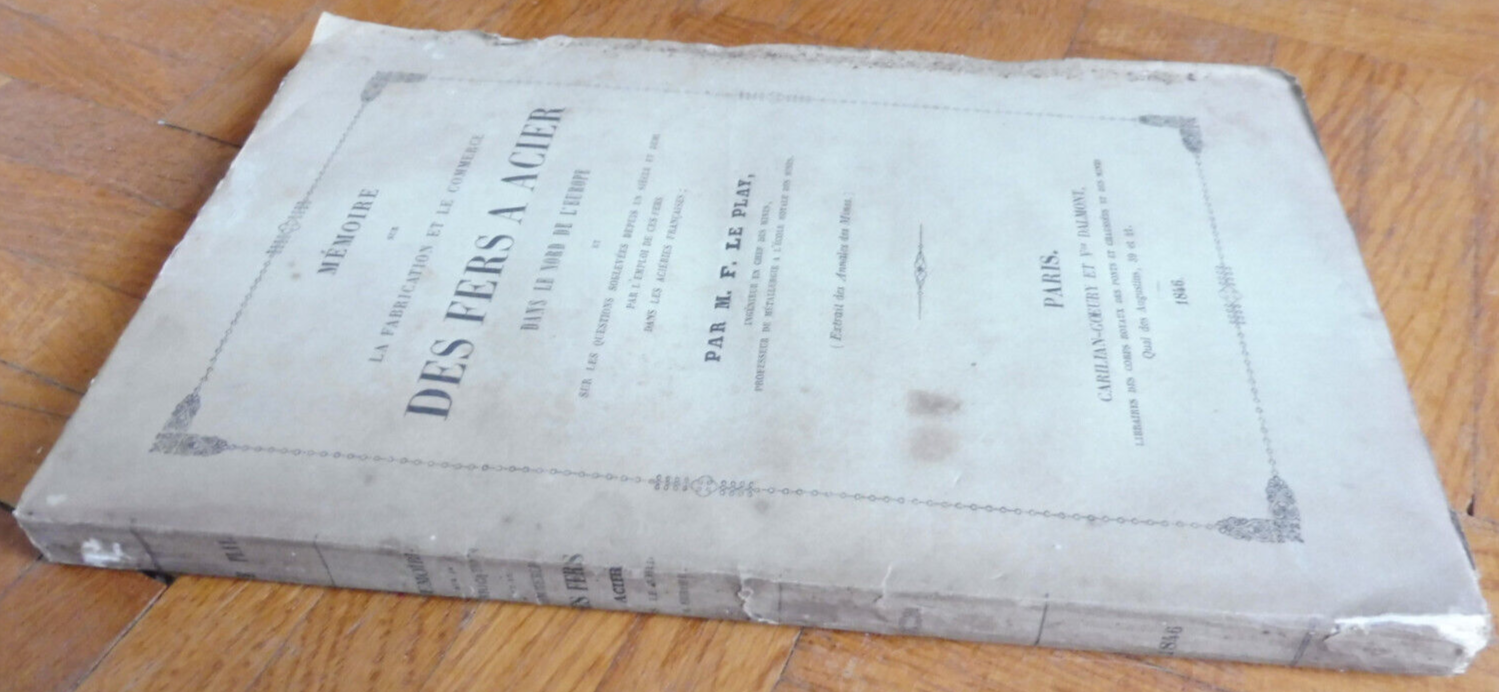 MÉMOIRE
SUR
LA FABRICATION ET LE COMMERCE
DES FERS A ACIER
DANS LE NORD DE L'EUROPE
ET
SUR LES QUESTIONS SOULEVÉES DEPUIS UN SIÈCLE ET DEMI
PAR L'EMPLOI DE CES FERS
DANS LES ACIERIES FRANÇAISES;
PAR M. F. LE PLAY,
INGÉNIEUR EN CHEF DES MINES,
PROFESSEUR DE MÉTALLURGIE A L'ÉCOLE ROYALE DES MINES.
(Extrait des Annales des Mines.)
PARIS.
CARILIAN-GOEURY ET Vor DALMONT,
LIBRAIRES DES CORPS ROYAUX DES PONTS ET CHAUSSÉES ET DES MINES
Quai des Augustins, 39 et 41.
1846.
PLAY
FERS
ACIER
1846